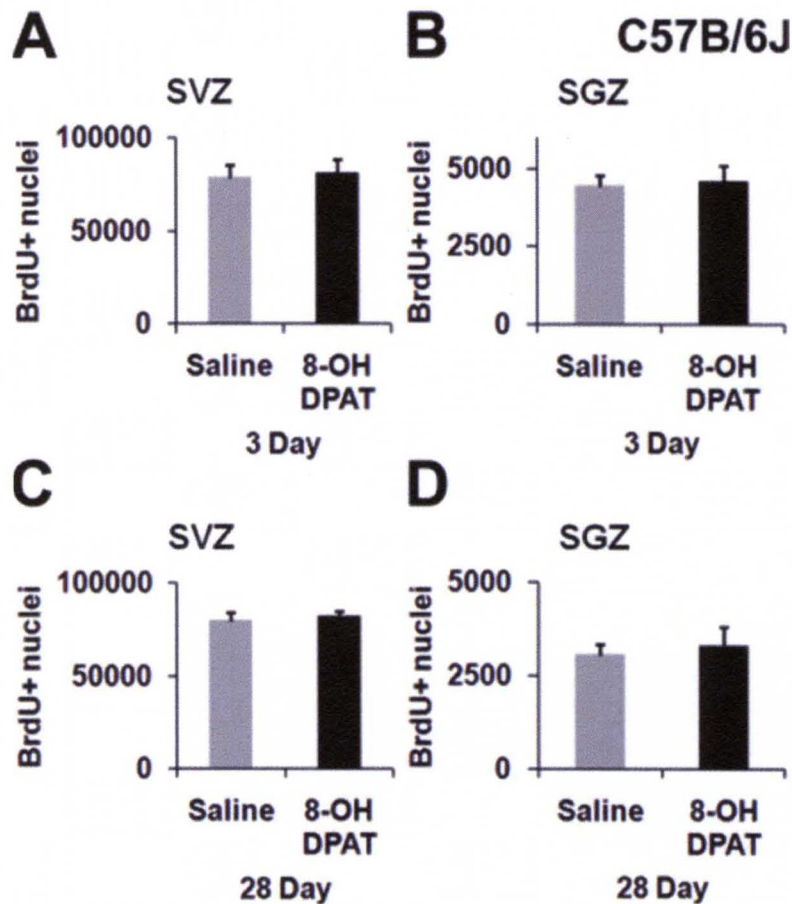 A
B
C57B/6J
SVZ
BrdU+ nuclei
100000
50000
0
Saline
8-OH
DPAT
3 Day
SGZ
BrdU+ nuclei
5000
2500
0
Saline
8-OH
DPAT
3 Day
C
SVZ
BrdU+ nuclei
100000
50000
0
Saline
8-OH
DPAT
28 Day
D
SGZ
BrdU+ nuclei
5000
2500
0
Saline
8-OH
DPAT
28 Day